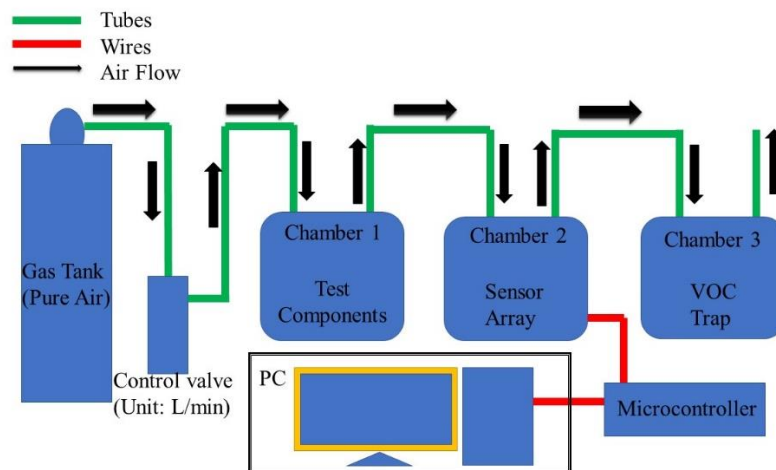 Tubes
Wires
Air Flow
Gas Tank
(Pure Air)
Control valve
(Unit: L/min)
Chamber 1
Test
Components
Chamber 2
Sensor
Array
Chamber 3
VOC
Trap
PC
Microcontroller